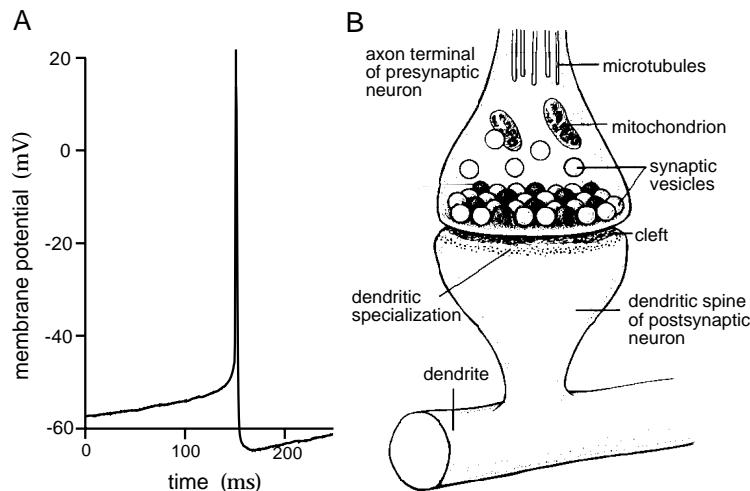 A
20
0
-20
-40
-60
membrane potential (mV)
0
100
200
time (ms)
B
axon terminal
of presynaptic
neuron
microtubules
mitochondrion
synaptic
vesicles
cleft
dendritic
specialization
dendritic spine
of postsynaptic
neuron
dendrite